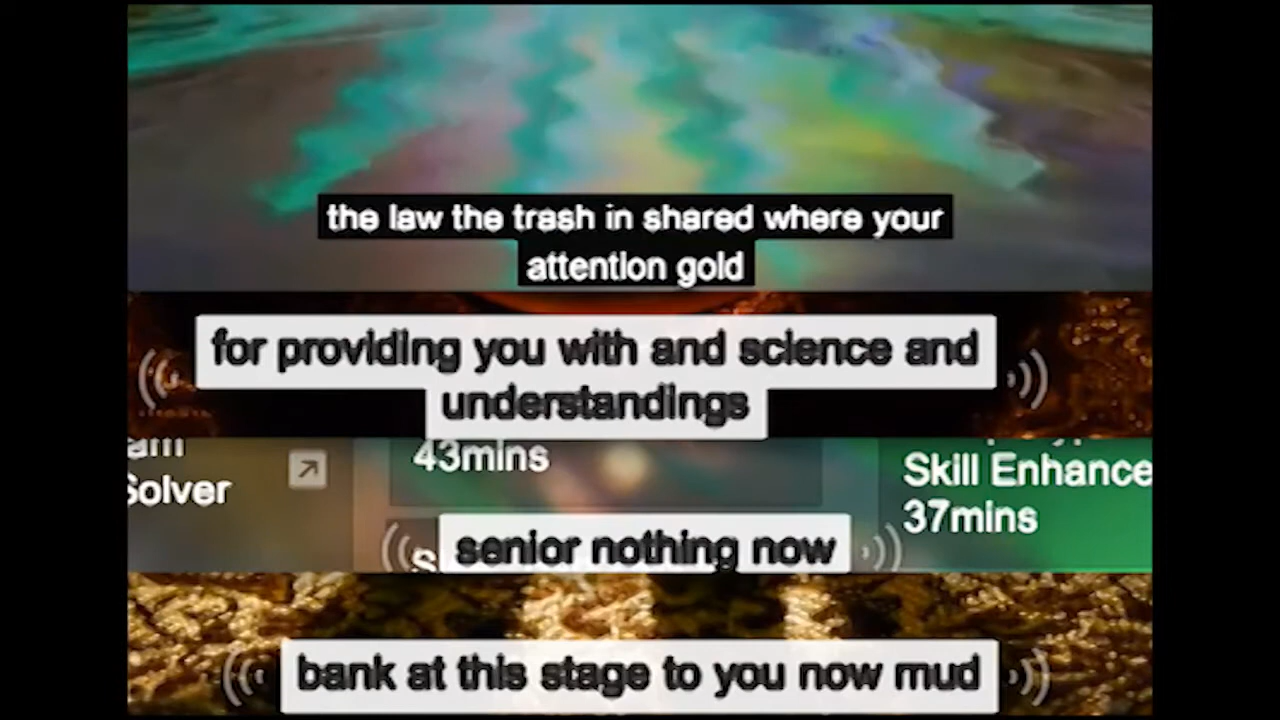 the law the trash in shared where your
attention gold
for providing you with and science and
understandings
Solver
43mins
Skill Enhance
37mins
senior nothing now
bank at this stage to you now mud